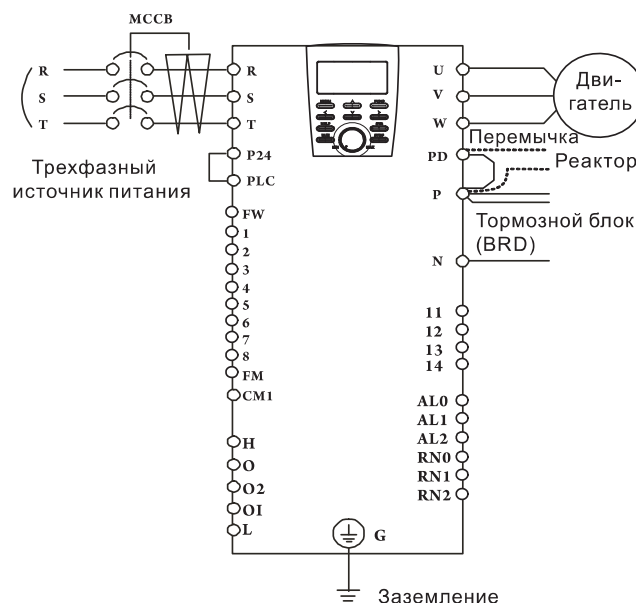 MCCB
R
S
T
R
S
T
Трехфазный
источник питания
P24
PLC
FW
1
2
3
4
5
6
7
8
FM
CM1
H
O
O2
OI
L
U
V
W
Дви-
гатель
Перемычка
PD
Реактор
P
Тормозной блок
(BRD)
N
11
12
13
14
AL0
AL1
AL2
RN0
RN1
RN2
G
Заземление